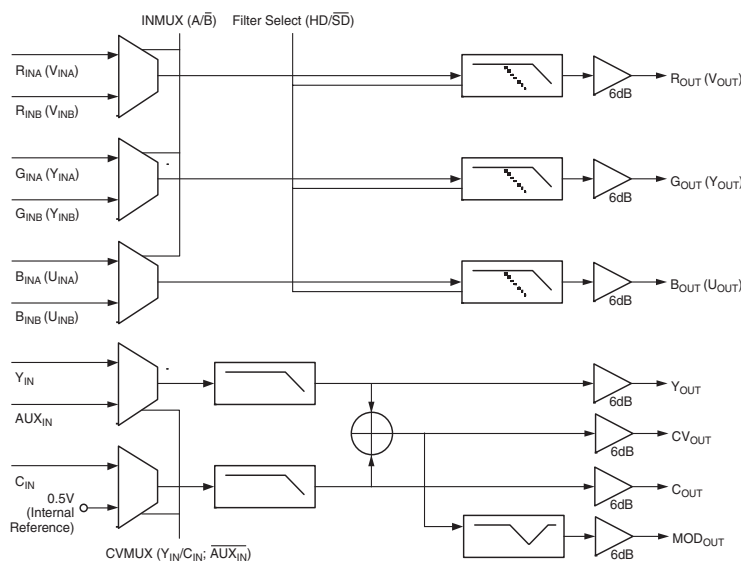 INMUX (A/B̅) Filter Select (HD/S̅D̅)
R_INA (V_INA)
R_INB (V_INB)
6dB
R_OUT (V_OUT)
G_INA (Y_INA)
G_INB (Y_INB)
6dB
G_OUT (Y_OUT)
B_INA (U_INA)
B_INB (U_INB)
6dB
B_OUT (U_OUT)
Y_IN
AUX_IN
6dB
Y_OUT
6dB
CV_OUT
C_IN
0.5V
(Internal
Reference)
6dB
C_OUT
6dB
MOD_OUT
CVMUX (Y_IN/C_IN; A̅U̅X̅_I̅N̅)